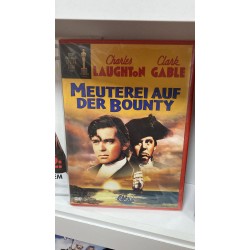 Charles Clark
LAUGHTON GABLE
MEUTEREI AUF
DER BOUNTY